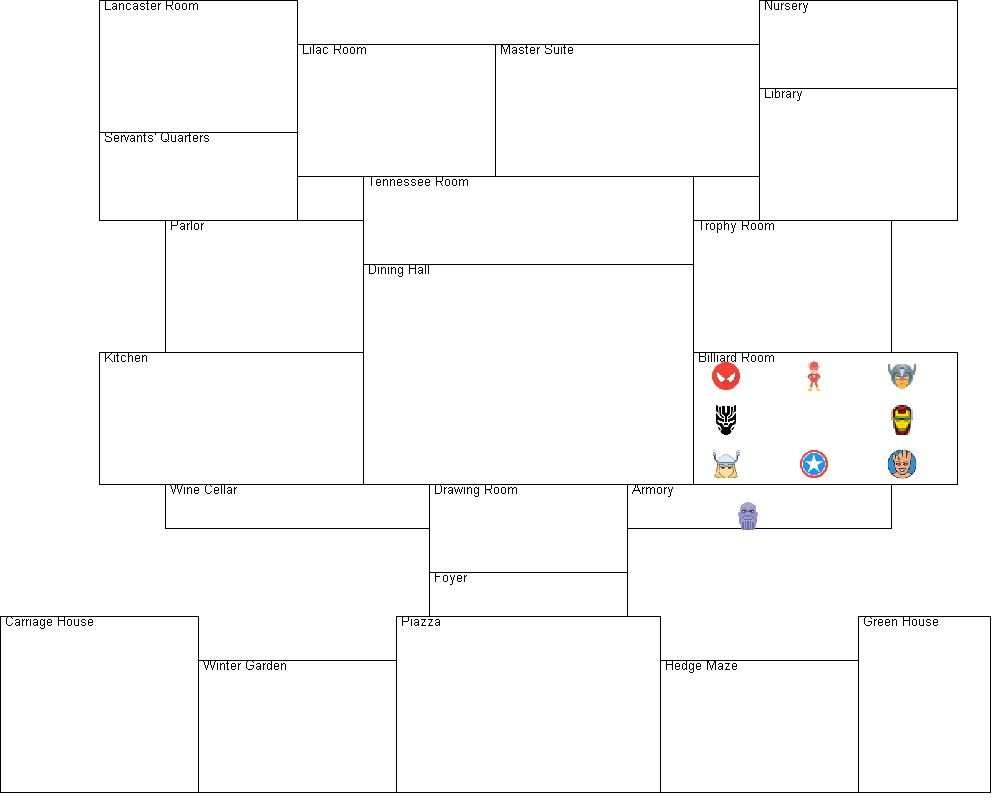 Lancaster Room
Nursery
Lilac Room
Master Suite
Library
Servants' Quarters
Tennessee Room
Parlor
Trophy Room
Dining Hall
Kitchen
Billiard Room
Wine Cellar
Drawing Room
Armory
Foyer
Carriage House
Piazza
Green House
Winter Garden
Hedge Maze